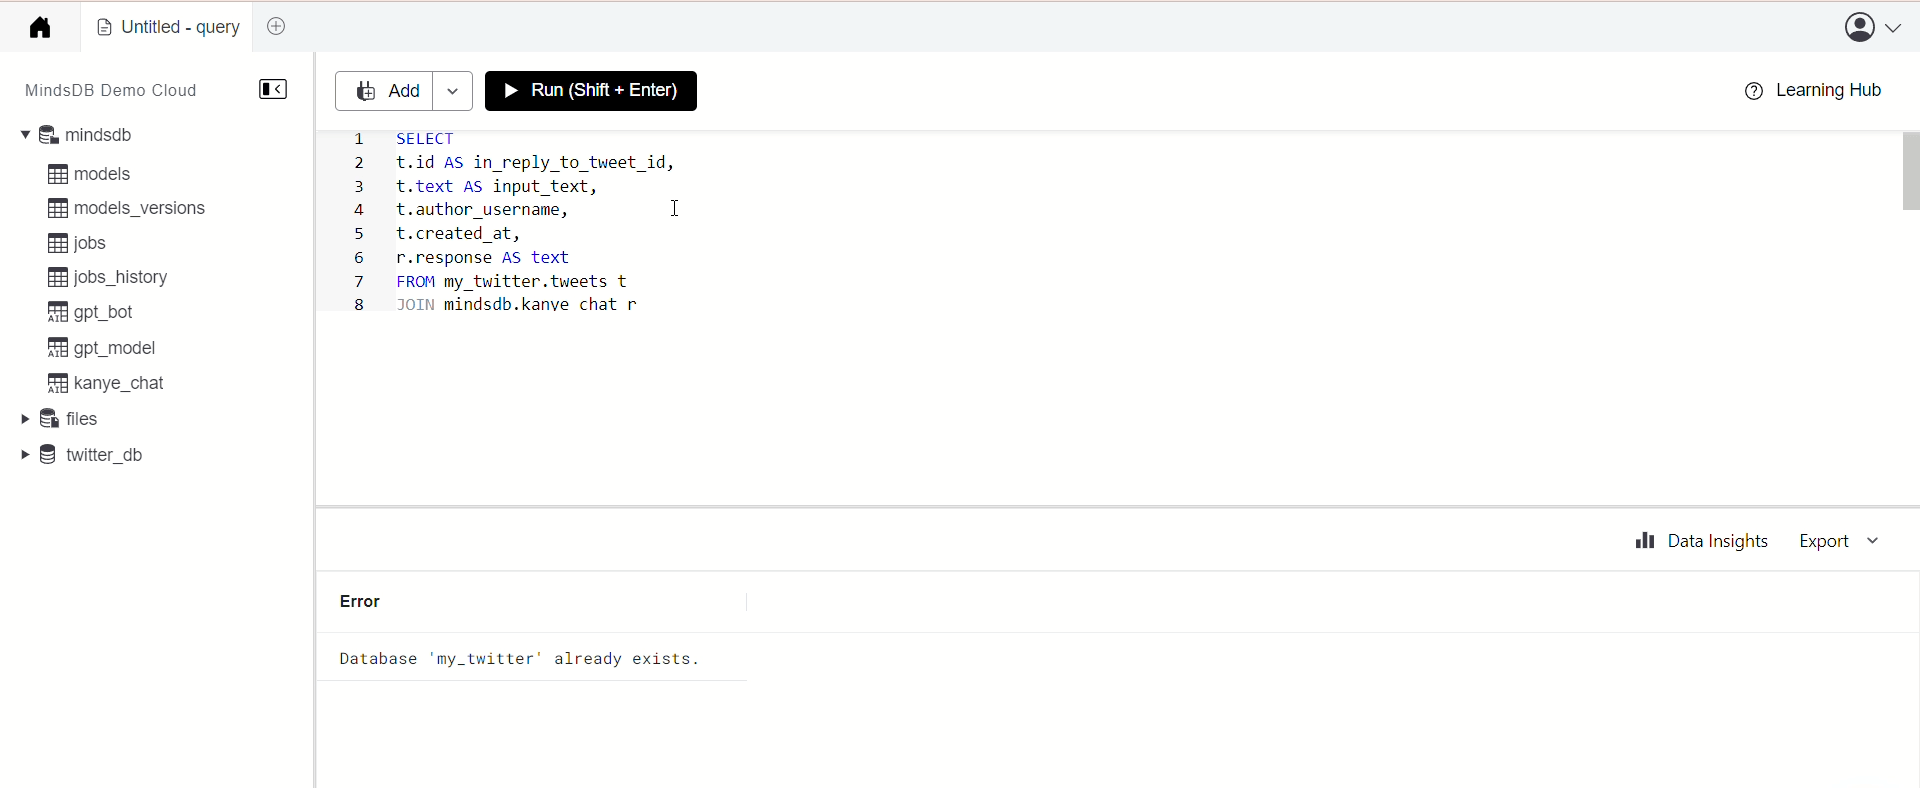 Untitled - query
MindsDB Demo Cloud
Add
Run (Shift + Enter)
Learning Hub
mindsdb
models
models_versions
jobs
jobs_history
gpt_bot
gpt_model
kanye_chat
files
twitter_db
1 SELECT
2 t.id AS in_reply_to_tweet_id,
3 t.text AS input_text,
4 t.author_username,
5 t.created_at,
6 r.response AS text
7 FROM my_twitter.tweets t
8 JOIN mindsdb.kanye_chat r
Data Insights
Export
Error
Database 'my_twitter' already exists.